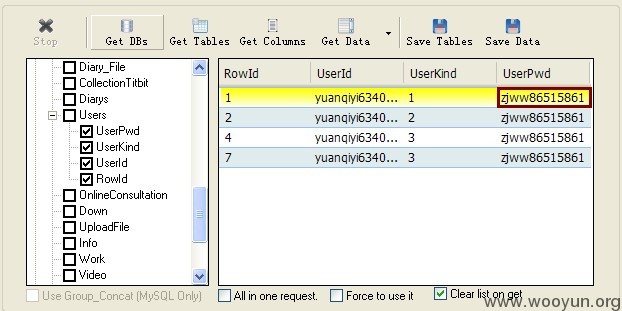 Stop Get DBs Get Tables Get Columns Get Data Save Tables Save Data
Diary_File
CollectionTitbit
Diarys
Users
UserPwd
UserKind
UserId
RowId
OnlineConsultation
Down
UploadFile
Info
Work
Video
RowId UserId UserKind UserPwd
1 yuanqiyi6340... 1 zjww86515861
2 yuanqiyi6340... 2 zjww86515861
4 yuanqiyi6340... 3 zjww86515861
7 yuanqiyi6340... 3 zjww86515861
Use Group_Concat (MySQL Only) All in one request. Force to use it Clear list on get
www.wooyun.org